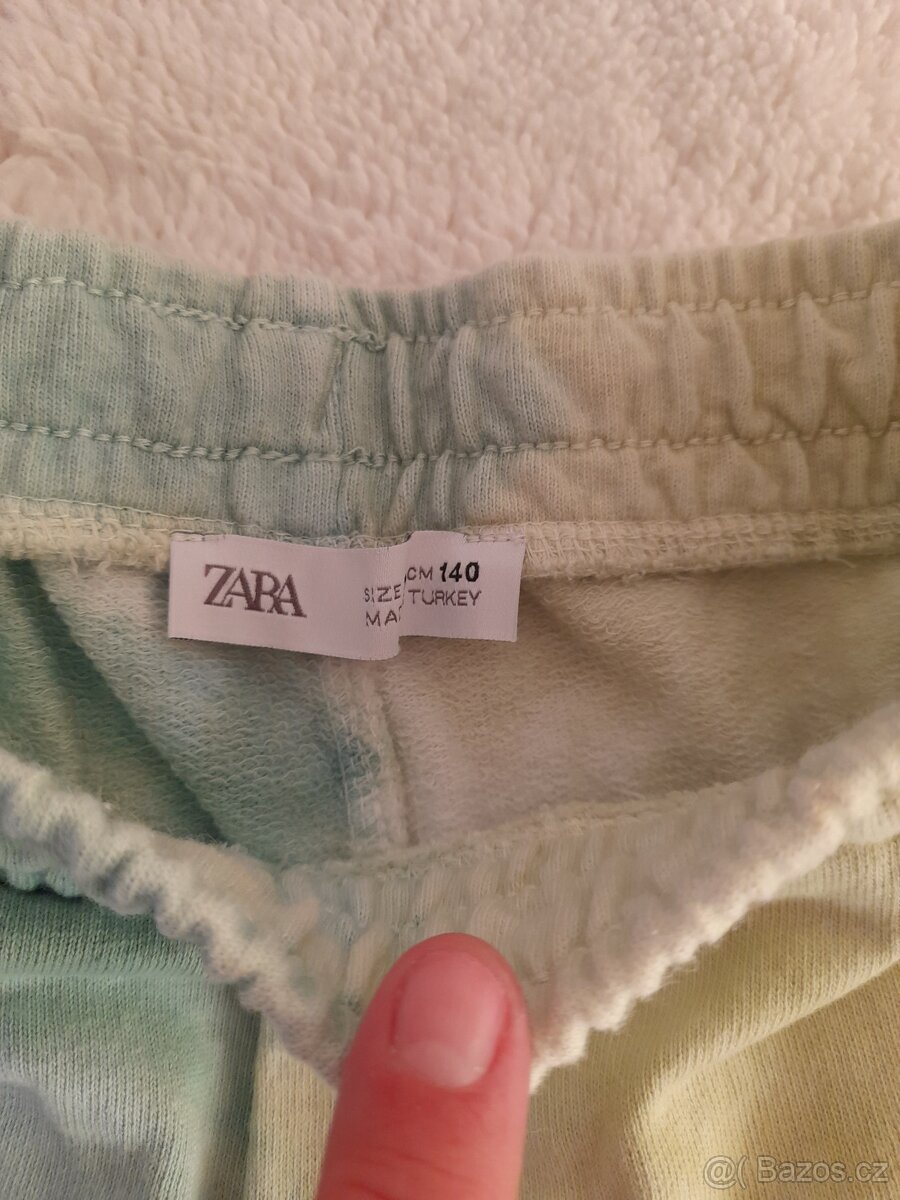 ZARA
CM 140
SIZE TURKEY
MA
@( Bazos.cz